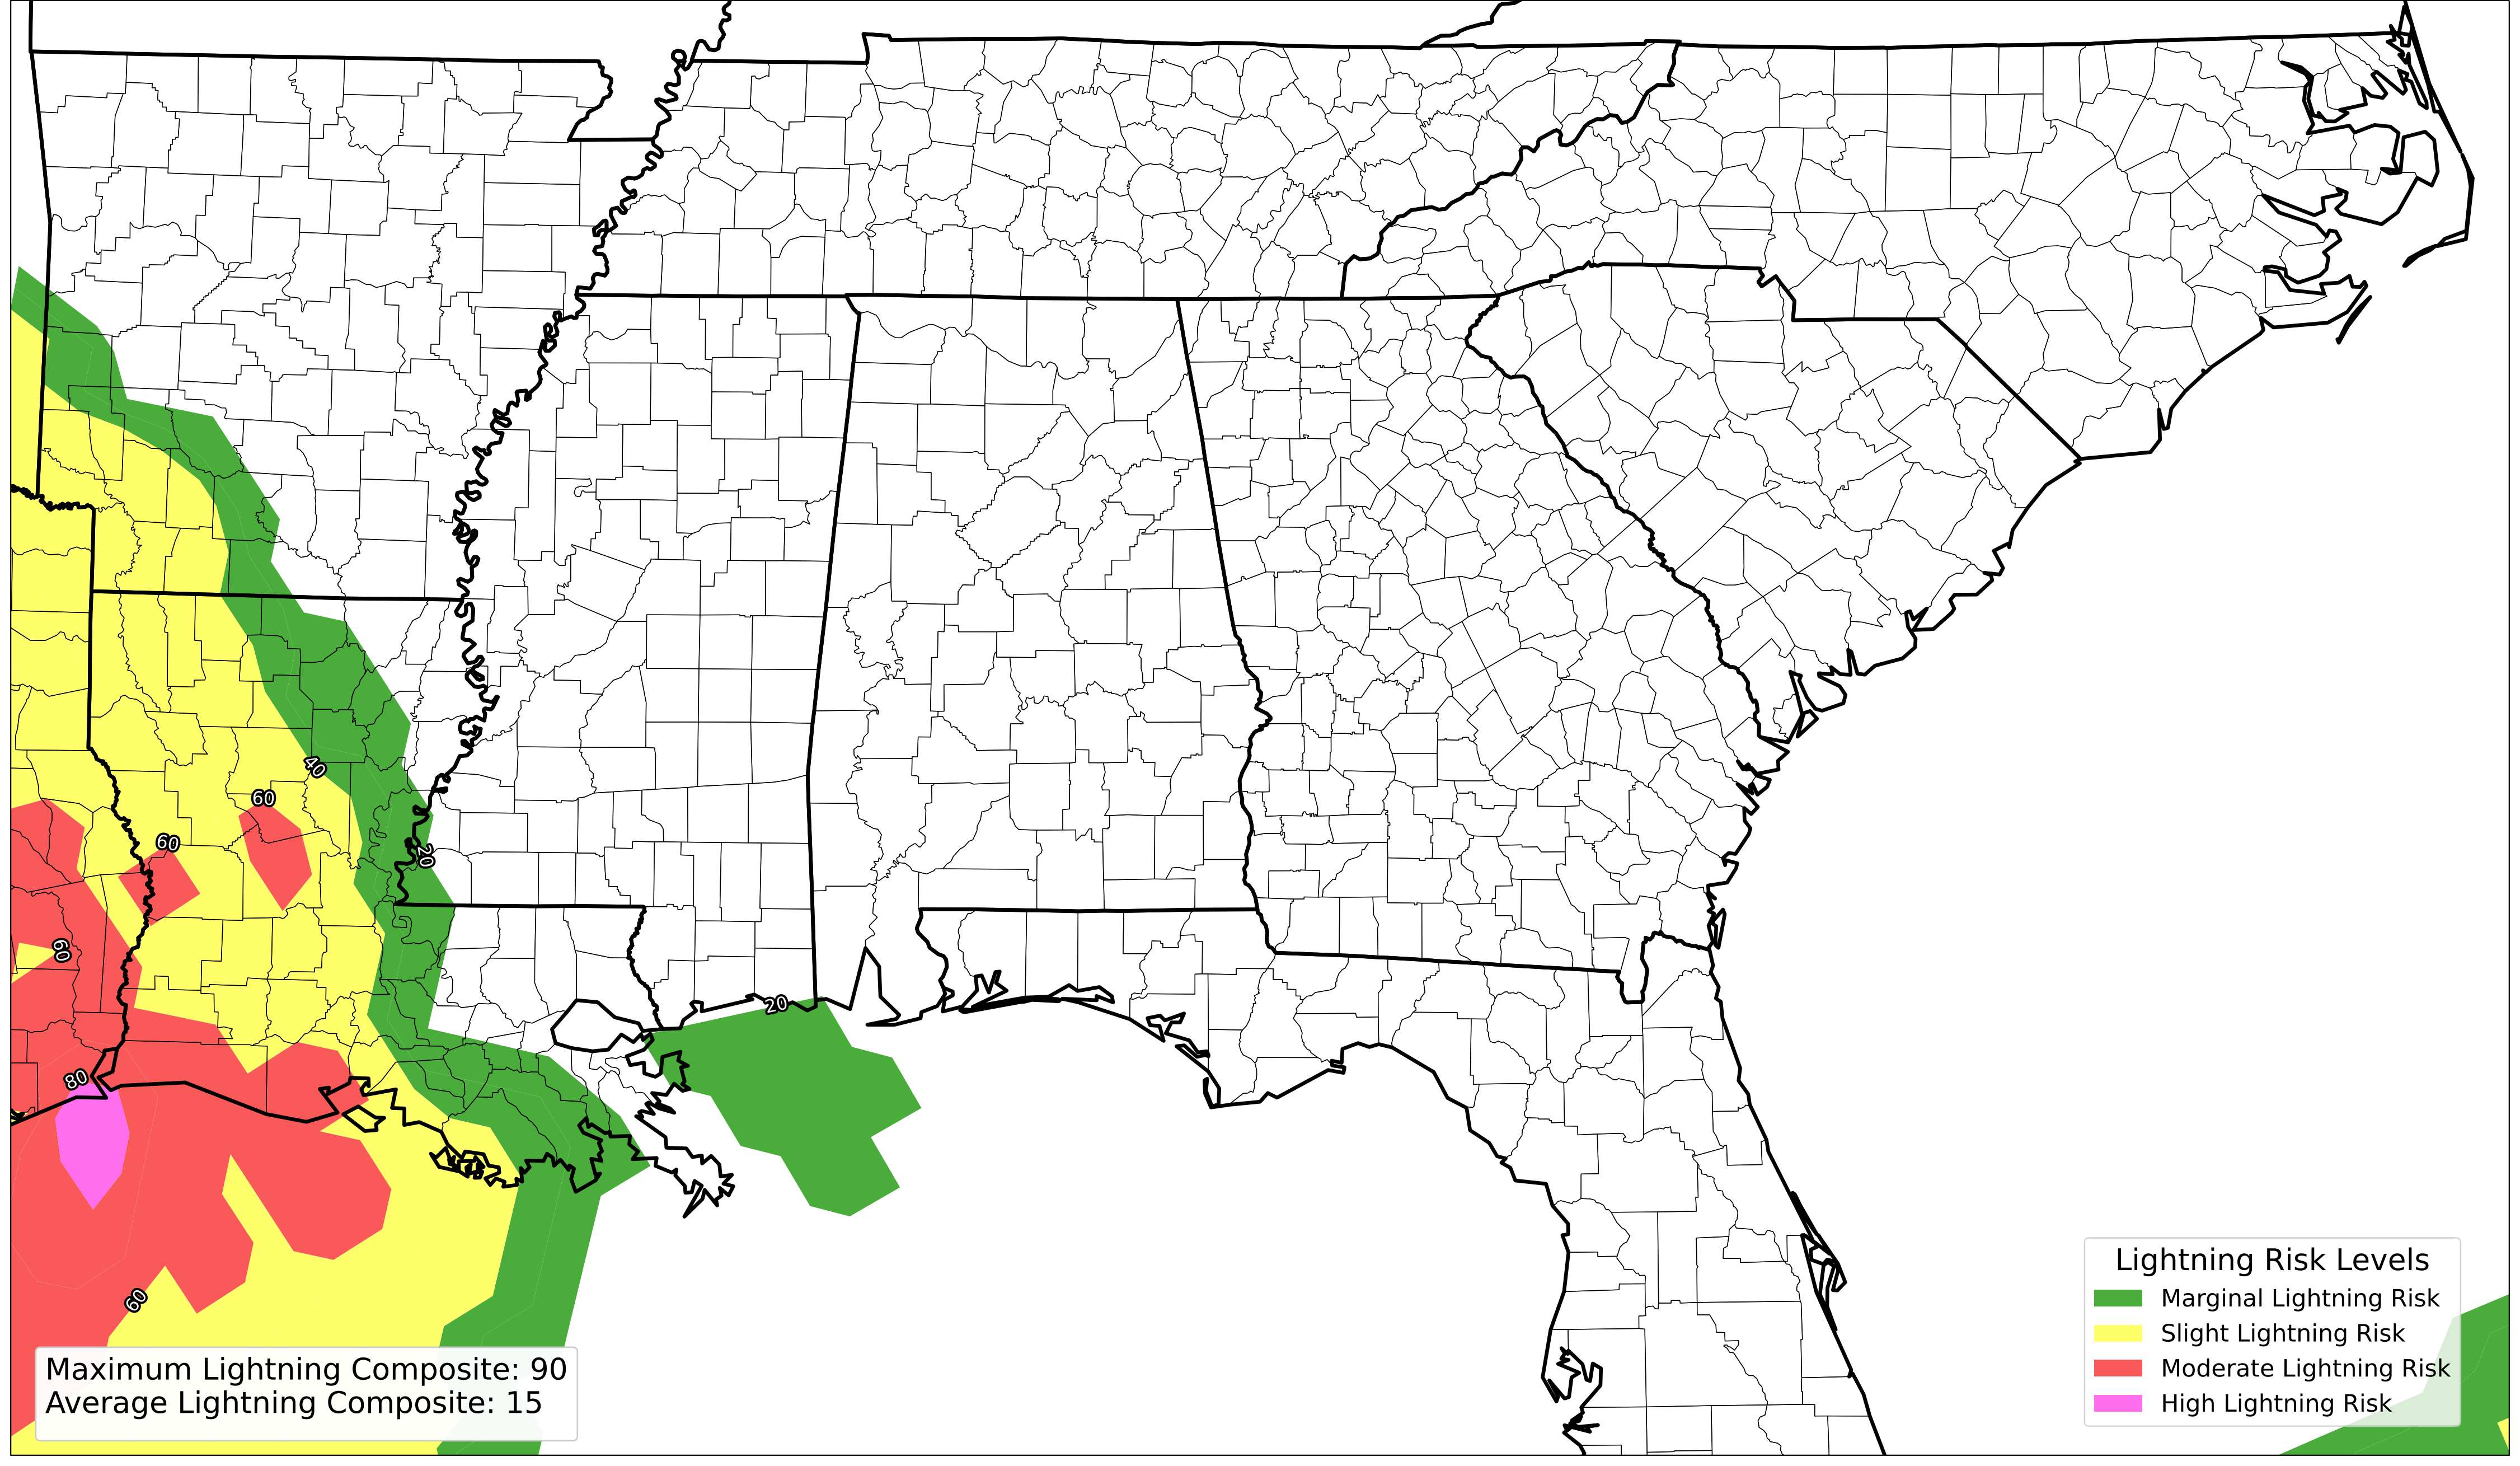 40
60
60
20
60
20
80
60
Maximum Lightning Composite: 90
Average Lightning Composite: 15
Lightning Risk Levels
Marginal Lightning Risk
Slight Lightning Risk
Moderate Lightning Risk
High Lightning Risk